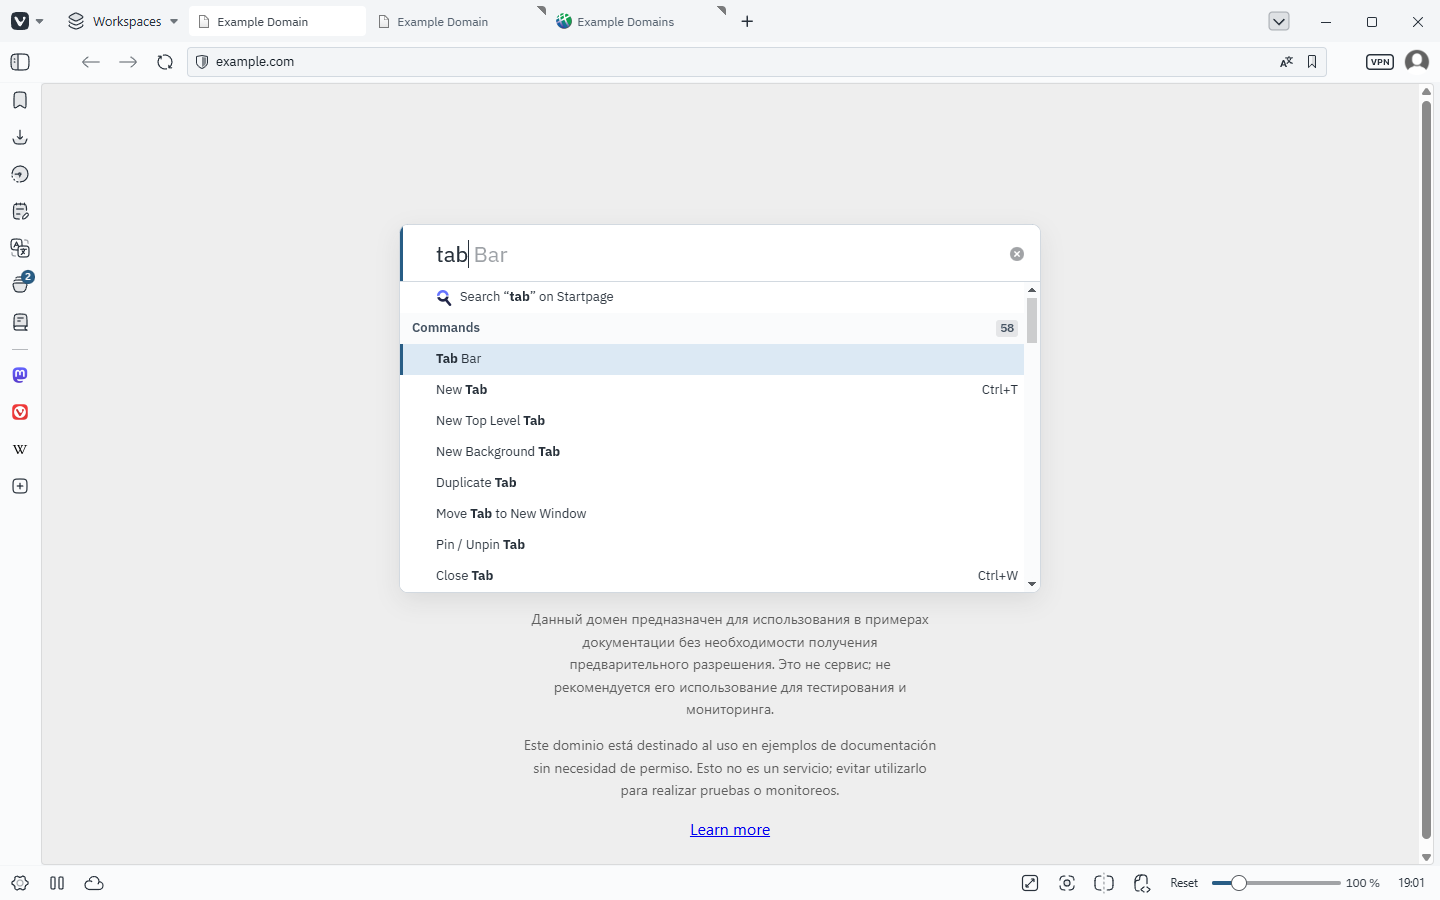 Workspaces
Example Domain
Example Domain
Example Domains
example.com
VPN
2
tab Bar
Search “tab” on Startpage
Commands 58
Tab Bar
New Tab Ctrl+T
New Top Level Tab
New Background Tab
Duplicate Tab
Move Tab to New Window
Pin / Unpin Tab
Close Tab Ctrl+W
Данный домен предназначен для использования в примерах
документации без необходимости получения
предварительного разрешения. Это не сервис; не
рекомендуется его использование для тестирования и
мониторинга.
Este dominio está destinado al uso en ejemplos de documentación
sin necesidad de permiso. Esto no es un servicio; evitar utilizarlo
para realizar pruebas o monitoreos.
Learn more
Reset 100 % 19:01